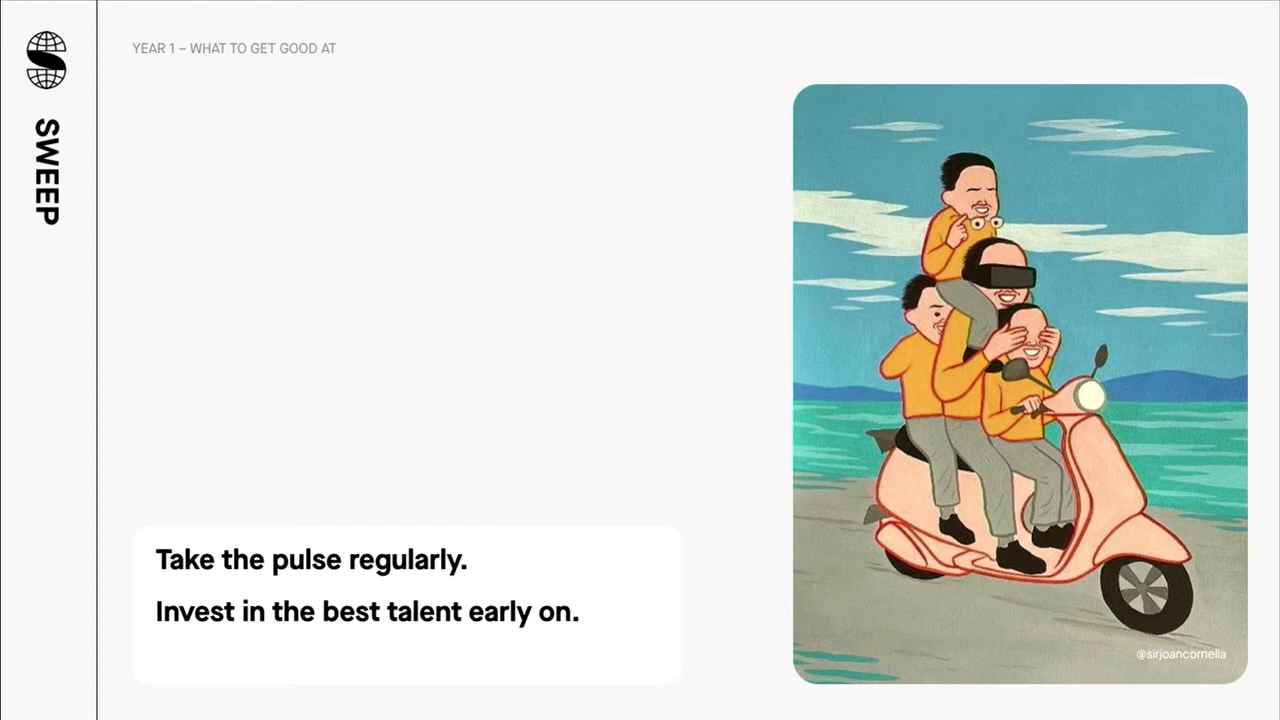 SWEEP
YEAR 1 – WHAT TO GET GOOD AT
Take the pulse regularly.
Invest in the best talent early on.
@sirjoancornella